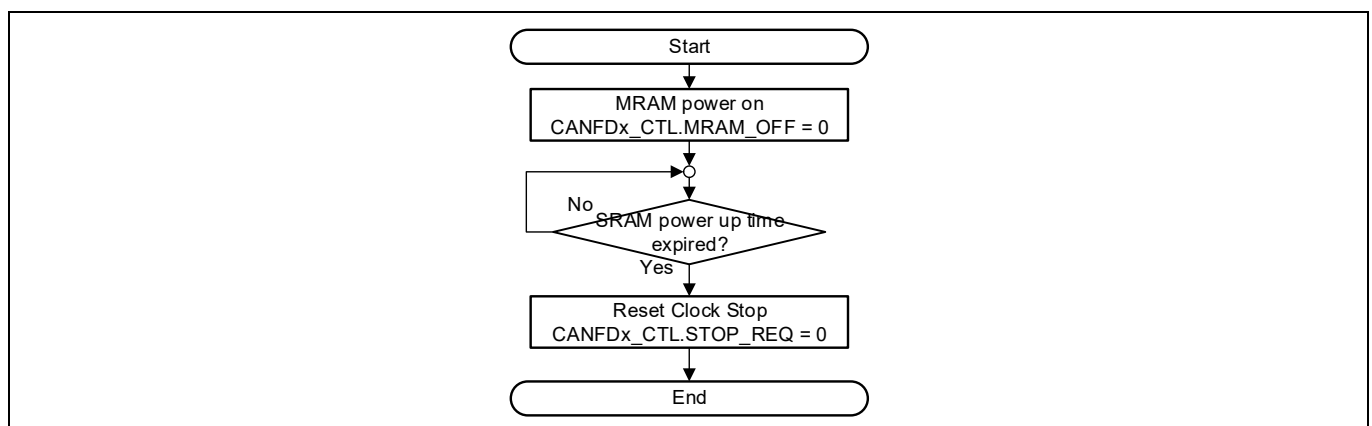 Start
MRAM power on
CANFDx_CTL.MRAM_OFF = 0
No
SRAM power up time
expired?
Yes
Reset Clock Stop
CANFDx_CTL.STOP_REQ = 0
End